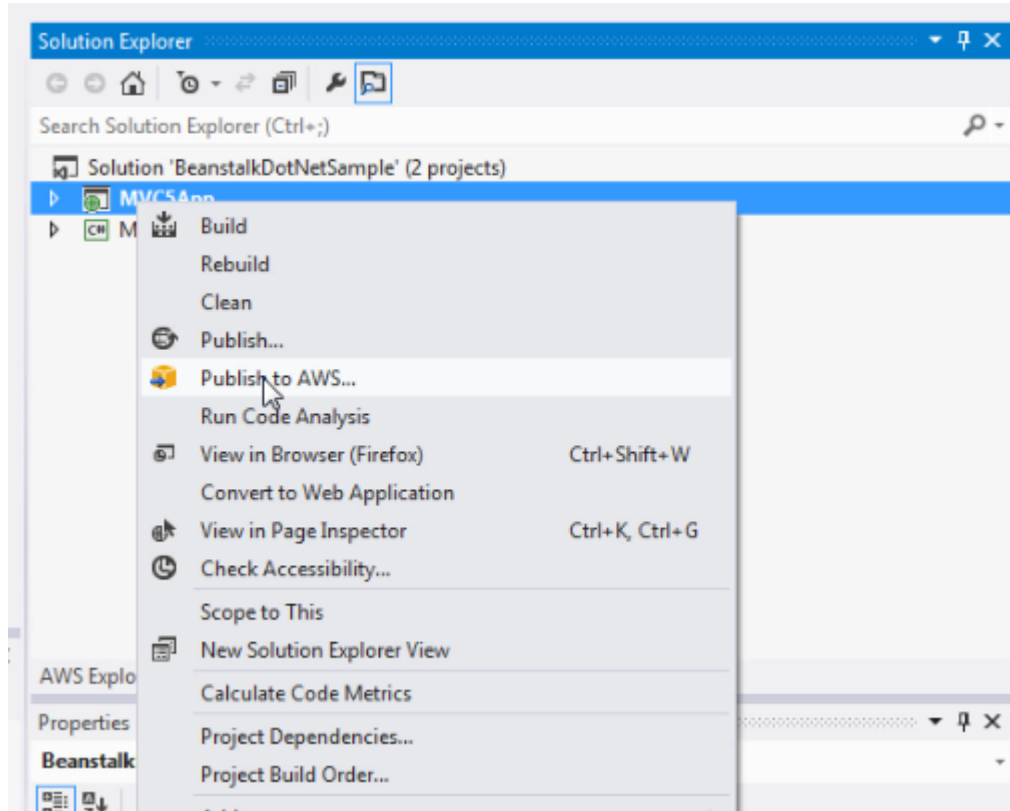 Solution Explorer
Search Solution Explorer (Ctrl+;)
Solution 'BeanstalkDotNetSample' (2 projects)
MVC5App
C# M
Build
Rebuild
Clean
Publish...
Publish to AWS...
Run Code Analysis
View in Browser (Firefox) Ctrl+Shift+W
Convert to Web Application
View in Page Inspector Ctrl+K, Ctrl+G
Check Accessibility...
Scope to This
New Solution Explorer View
AWS Explo
Calculate Code Metrics
Properties
Project Dependencies...
Beanstalk
Project Build Order...